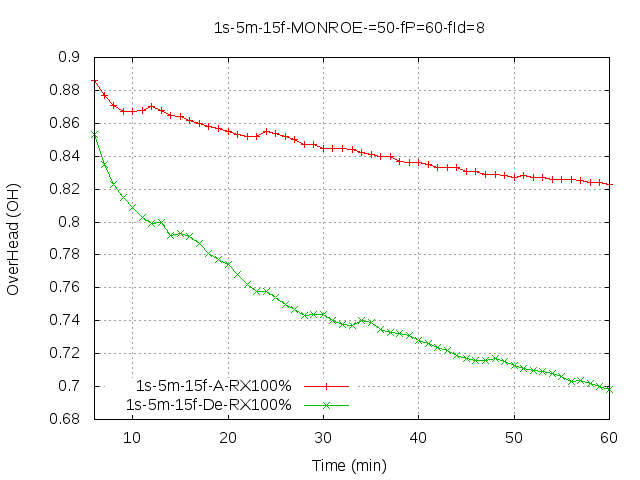 1s-5m-15f-MONROE-=50-fP=60-fId=8
0.9
0.88
0.86
0.84
0.82
0.8
0.78
0.76
0.74
0.72
0.7
0.68
OverHead (OH)
1s-5m-15f-A-RX100%
1s-5m-15f-De-RX100%
10 20 30 40 50 60
Time (min)